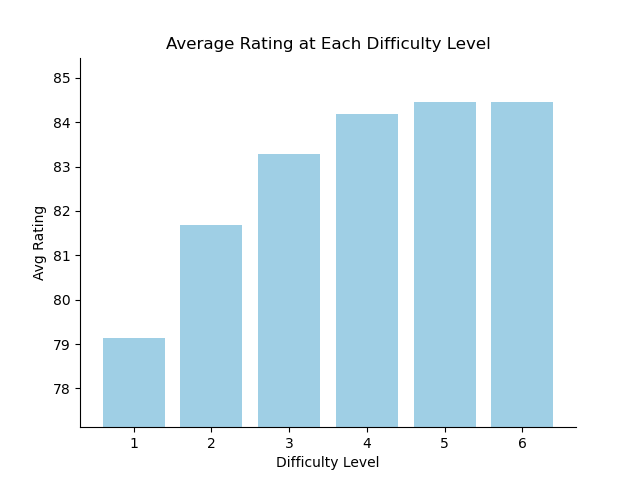 Average Rating at Each Difficulty Level
85
84
83
82
81
80
79
78
Avg Rating
1 2 3 4 5 6
Difficulty Level